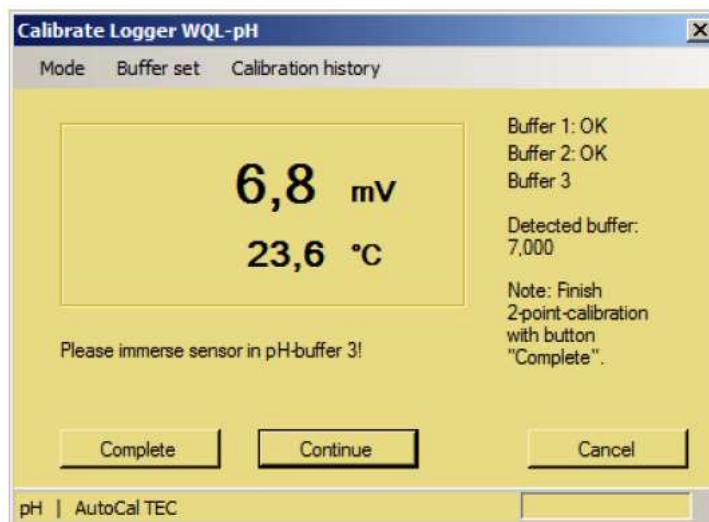 Calibrate Logger WQL-pH
Mode Buffer set Calibration history
6,8 mV
23,6 °C
Buffer 1: OK
Buffer 2: OK
Buffer 3
Detected buffer:
7,000
Note: Finish
2-point-calibration
with button
"Complete".
Please immerse sensor in pH-buffer 3!
Complete Continue Cancel
pH | AutoCal TEC